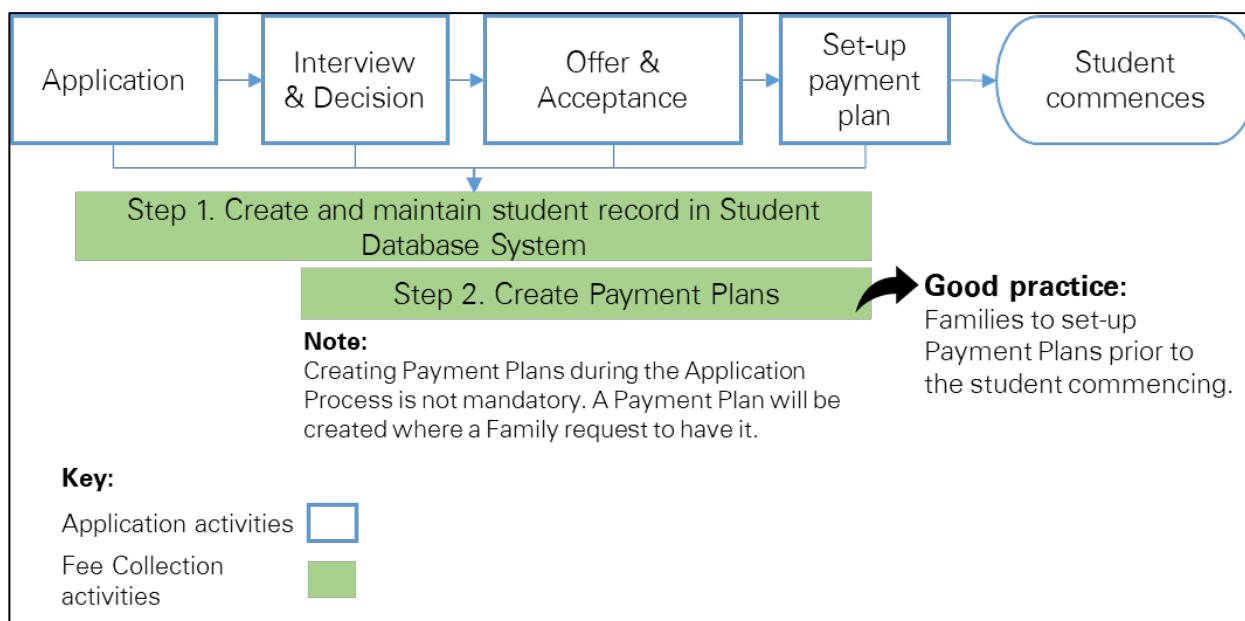 Application
Interview
& Decision
Offer &
Acceptance
Set-up
payment
plan
Student
commences
Step 1. Create and maintain student record in Student
Database System
Step 2. Create Payment Plans
Good practice:
Families to set-up
Payment Plans prior to
the student commencing.
Note:
Creating Payment Plans during the Application
Process is not mandatory. A Payment Plan will be
created where a Family request to have it.
Key:
Application activities
Fee Collection
activities